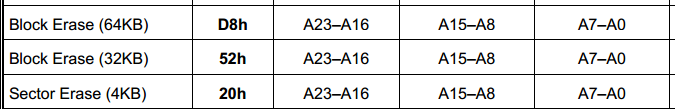 Block Erase (64KB) D8h A23–A16 A15–A8 A7–A0
Block Erase (32KB) 52h A23–A16 A15–A8 A7–A0
Sector Erase (4KB) 20h A23–A16 A15–A8 A7–A0